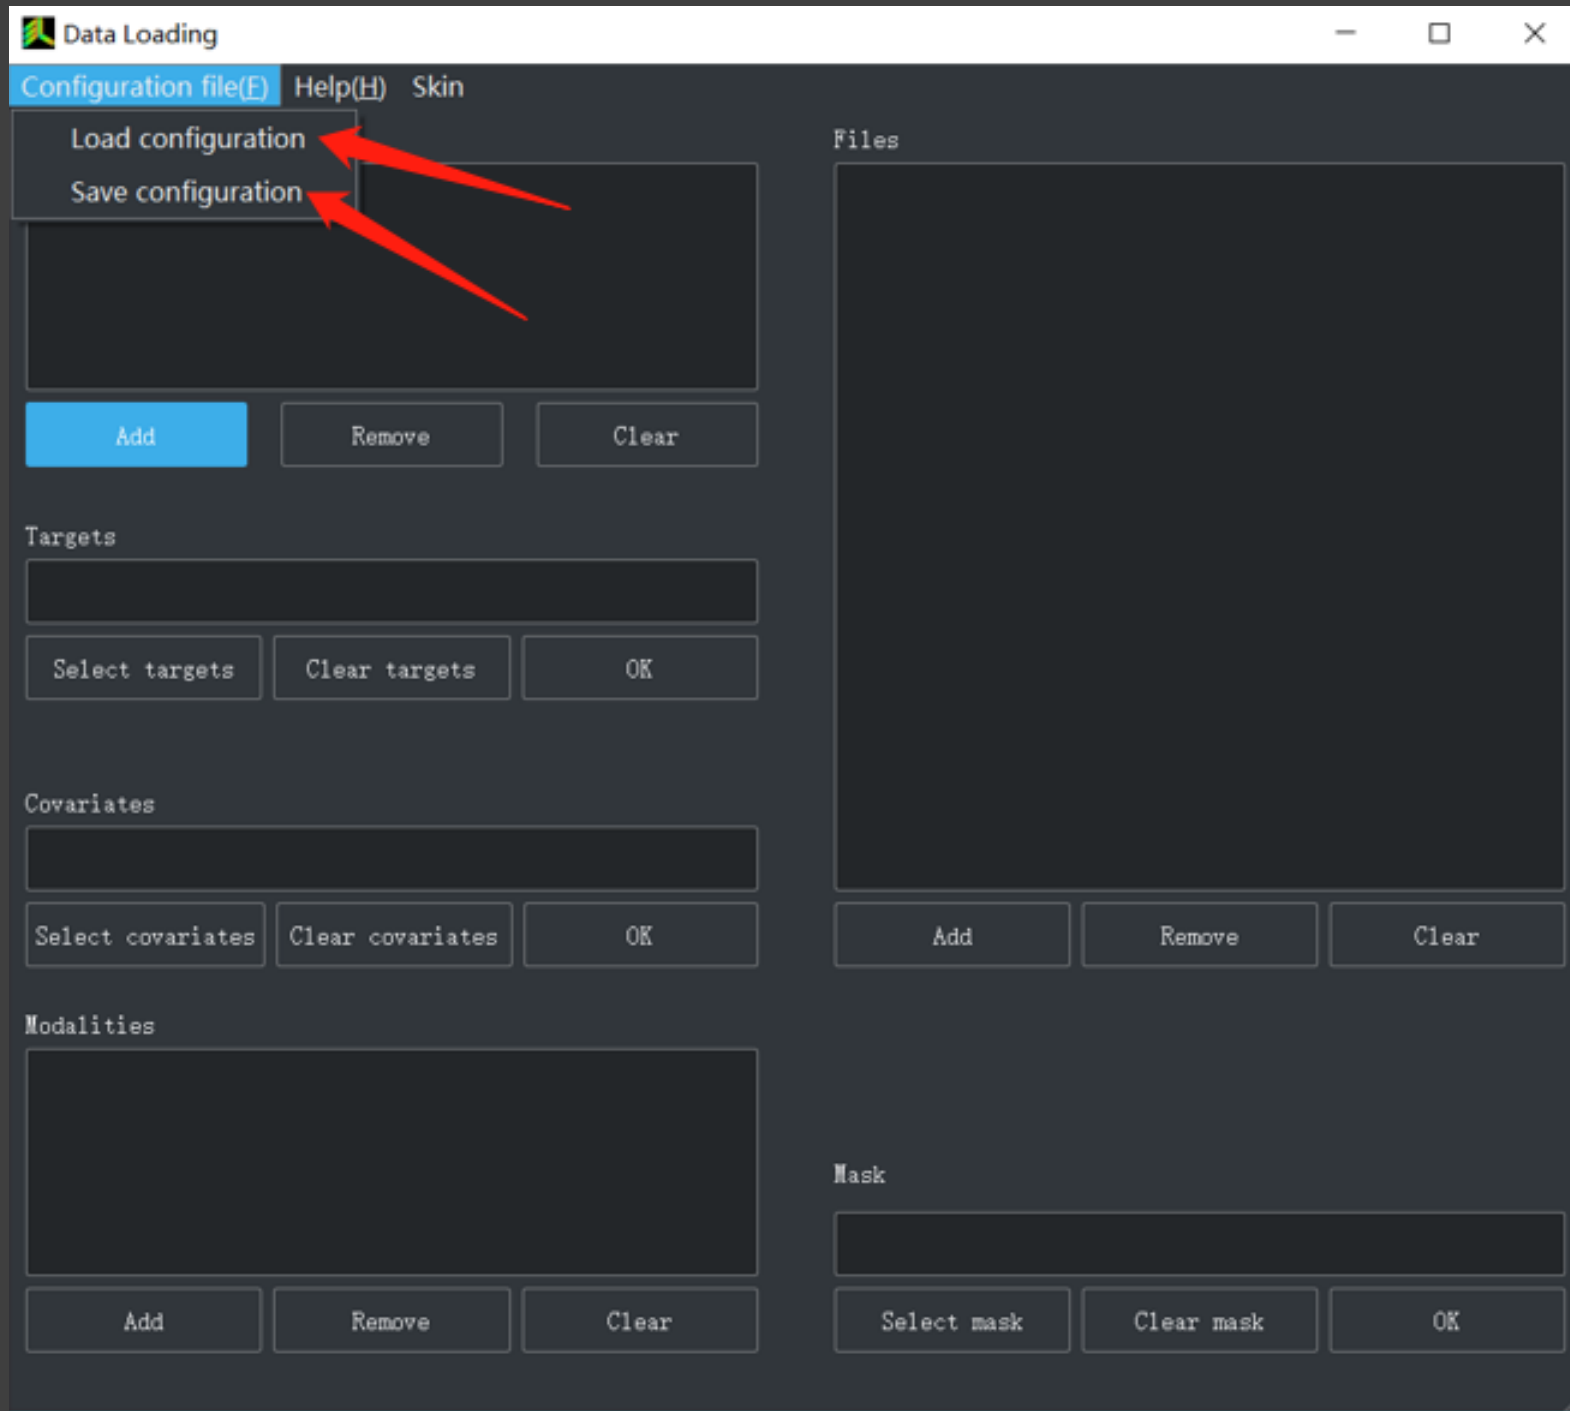 Data Loading
Configuration file(F) Help(H) Skin
Load configuration
Save configuration
Add Remove Clear
Targets
Select targets Clear targets OK
Covariates
Select covariates Clear covariates OK
Modalities
Add Remove Clear
Files
Add Remove Clear
Mask
Select mask Clear mask OK